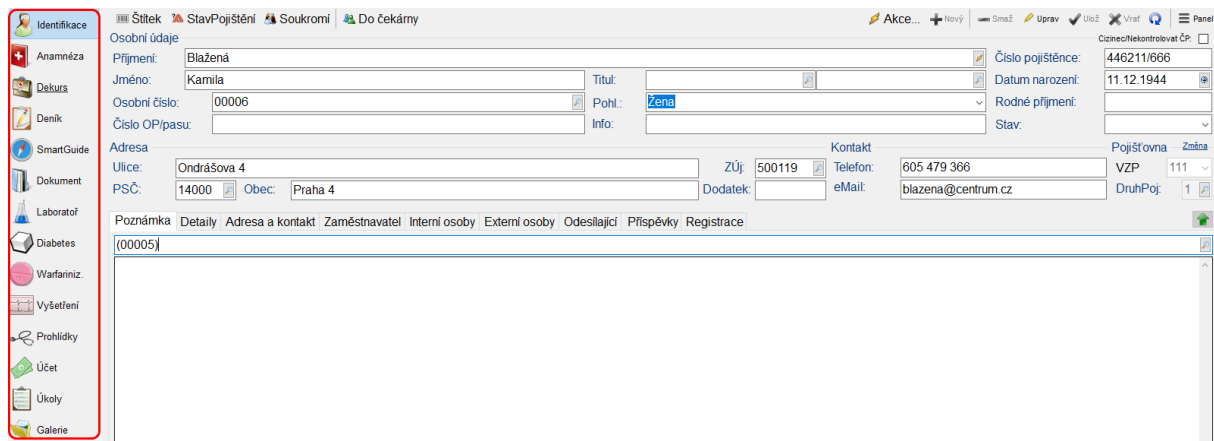 Identifikace
Anamnéza
Dekurs
Deník
SmartGuide
Dokument
Laboratoř
Diabetes
Warfariniz.
Vyšetření
Prohlídky
Účet
Úkoly
Galerie
Štítek StavPojištění Soukromí Do čekárny Akce... Nový Smaž Uprav Ulož Vrať Panel
Osobní údaje Cizinec/Nekontrolovat ČP:
Příjmení: Blažená Číslo pojištěnce: 446211/666
Jméno: Kamila Titul: Datum narození: 11.12.1944
Osobní číslo: 00006 Pohl.: Žena Rodné příjmení:
Číslo OP/pasu: Info: Stav:
Adresa Kontakt Pojišťovna Změna
Ulice: Ondrášova 4 ZÚj: 500119 Telefon: 605 479 366 VZP 111
PSČ: 14000 Obec: Praha 4 Dodatek: eMail: blazena@centrum.cz DruhPoj: 1
Poznámka Detaily Adresa a kontakt Zaměstnavatel Interní osoby Externí osoby Odesílající Příspěvky Registrace
(00005)